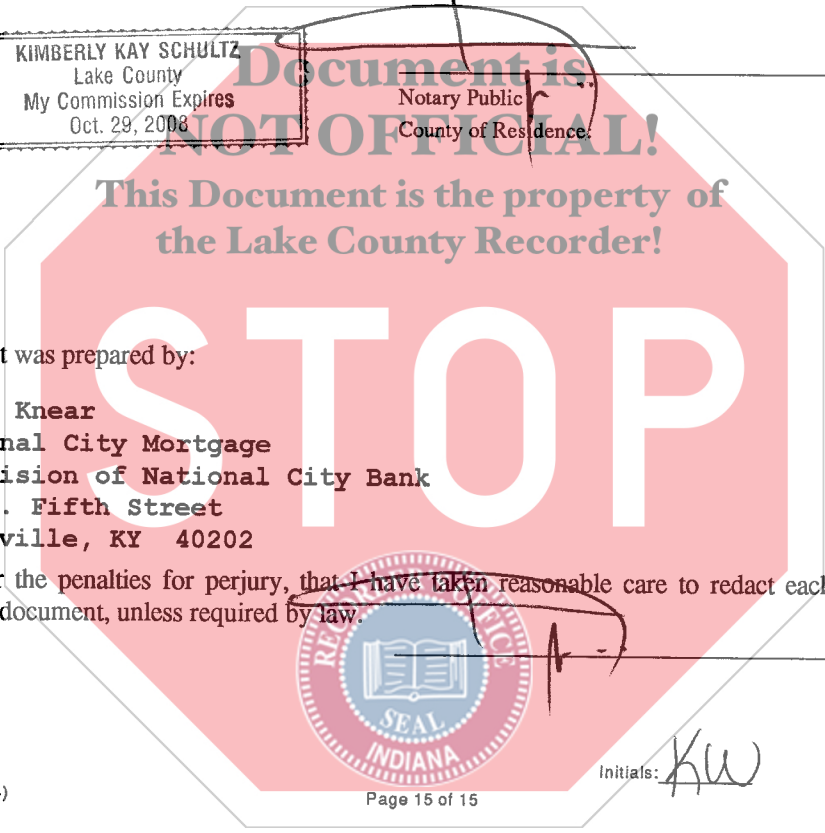 KIMBERLY KAY SCHULTZ
Lake County
My Commission Expires
Oct. 29, 2008
Document is
Notary Public
NOT OFFICIAL!
County of Residence:
This Document is the property of
the Lake County Recorder!
STOP
t was prepared by:
Knear
nal City Mortgage
ision of National City Bank
. Fifth Street
ville, KY 40202
r the penalties for perjury, that I have taken reasonable care to redact each
document, unless required by law.
RECORDER OFFICE
SEAL
INDIANA
Initials: KW
Page 15 of 15
)